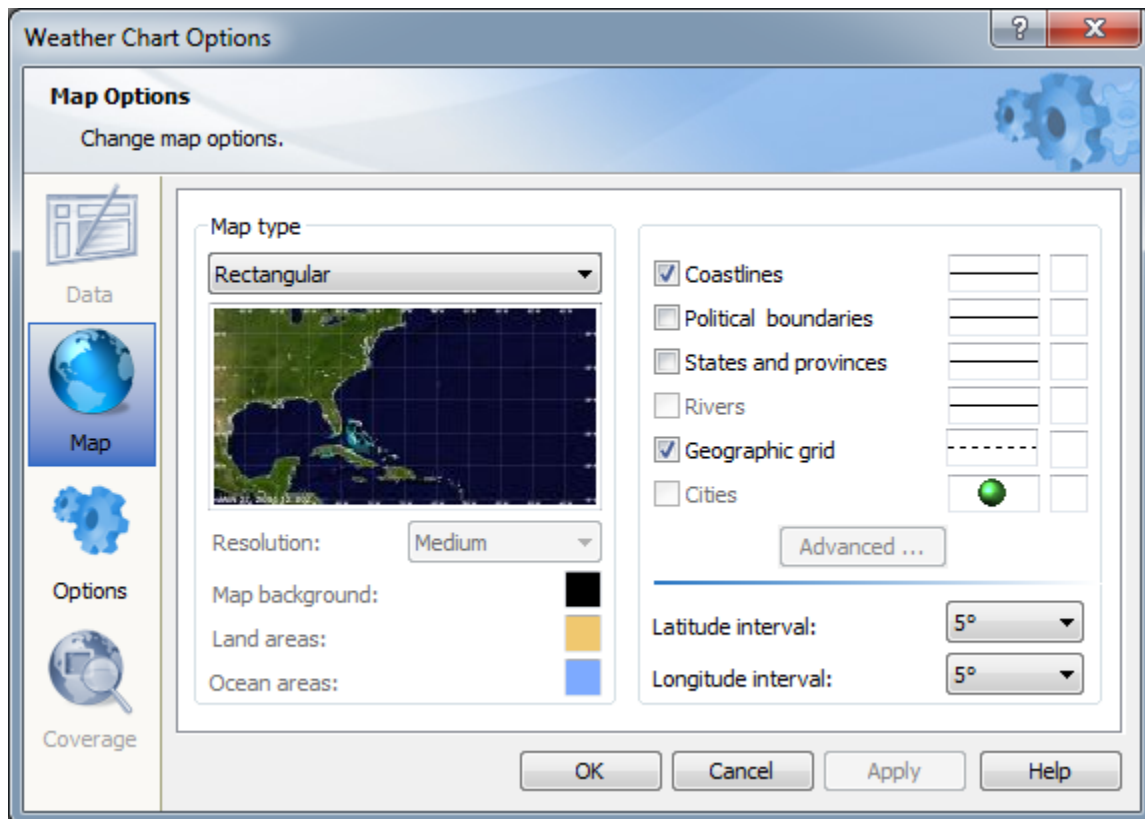 Weather Chart Options
?
Map Options
Change map options.
Data
Map
Options
Coverage
Map type
Rectangular
Resolution: Medium
Map background:
Land areas:
Ocean areas:
Coastlines
Political boundaries
States and provinces
Rivers
Geographic grid
Cities
Advanced ...
Latitude interval: 5°
Longitude interval: 5°
OK Cancel Apply Help